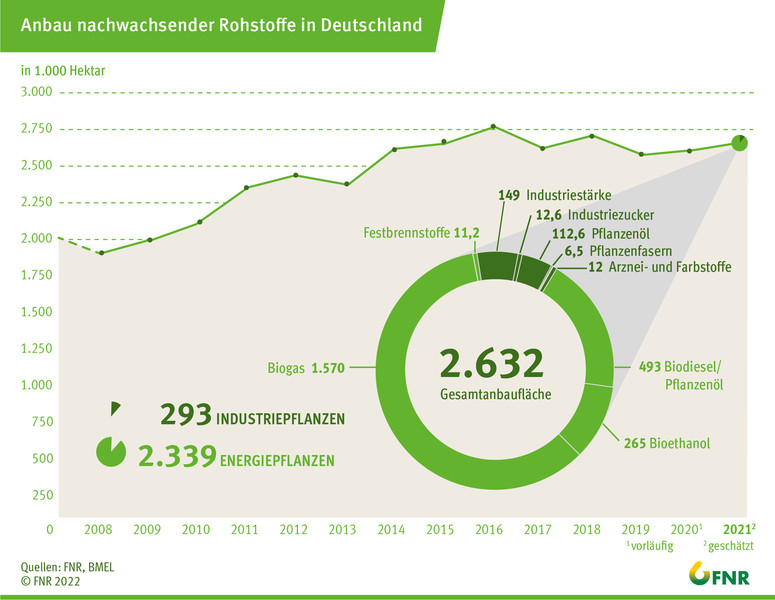 Anbau nachwachsender Rohstoffe in Deutschland
in 1.000 Hektar
3.000
2.750
2.500
2.250
2.000
1.750
1.500
1.250
1.000
750
500
250
0
2008 2009 2010 2011 2012 2013 2014 2015 2016 2017 2018 2019 2020¹ 2021²
¹ vorläufig ² geschätzt
149 Industriestärke
12,6 Industriezucker
Festbrennstoffe 11,2
112,6 Pflanzenöl
6,5 Pflanzenfasern
12 Arznei- und Farbstoffe
Biogas 1.570
2.632
Gesamtanbaufläche
493 Biodiesel/
Pflanzenöl
265 Bioethanol
293 INDUSTRIEPFLANZEN
2.339 ENERGIEPFLANZEN
Quellen: FNR, BMEL
© FNR 2022
FNR